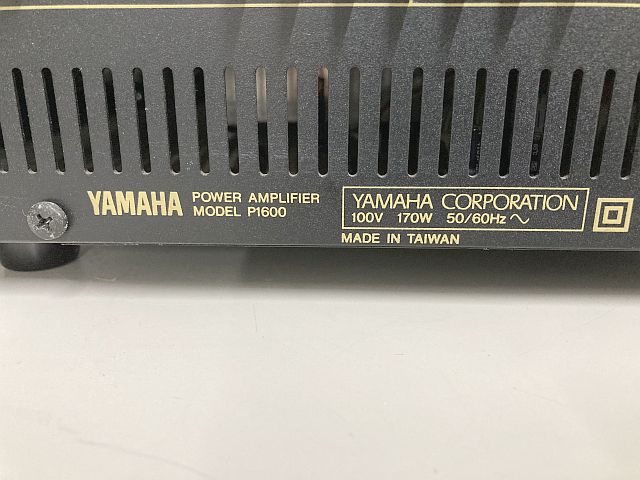 YAMAHA
POWER AMPLIFIER
MODEL P1600
YAMAHA CORPORATION
100V 170W 50/60Hz ∿
MADE IN TAIWAN